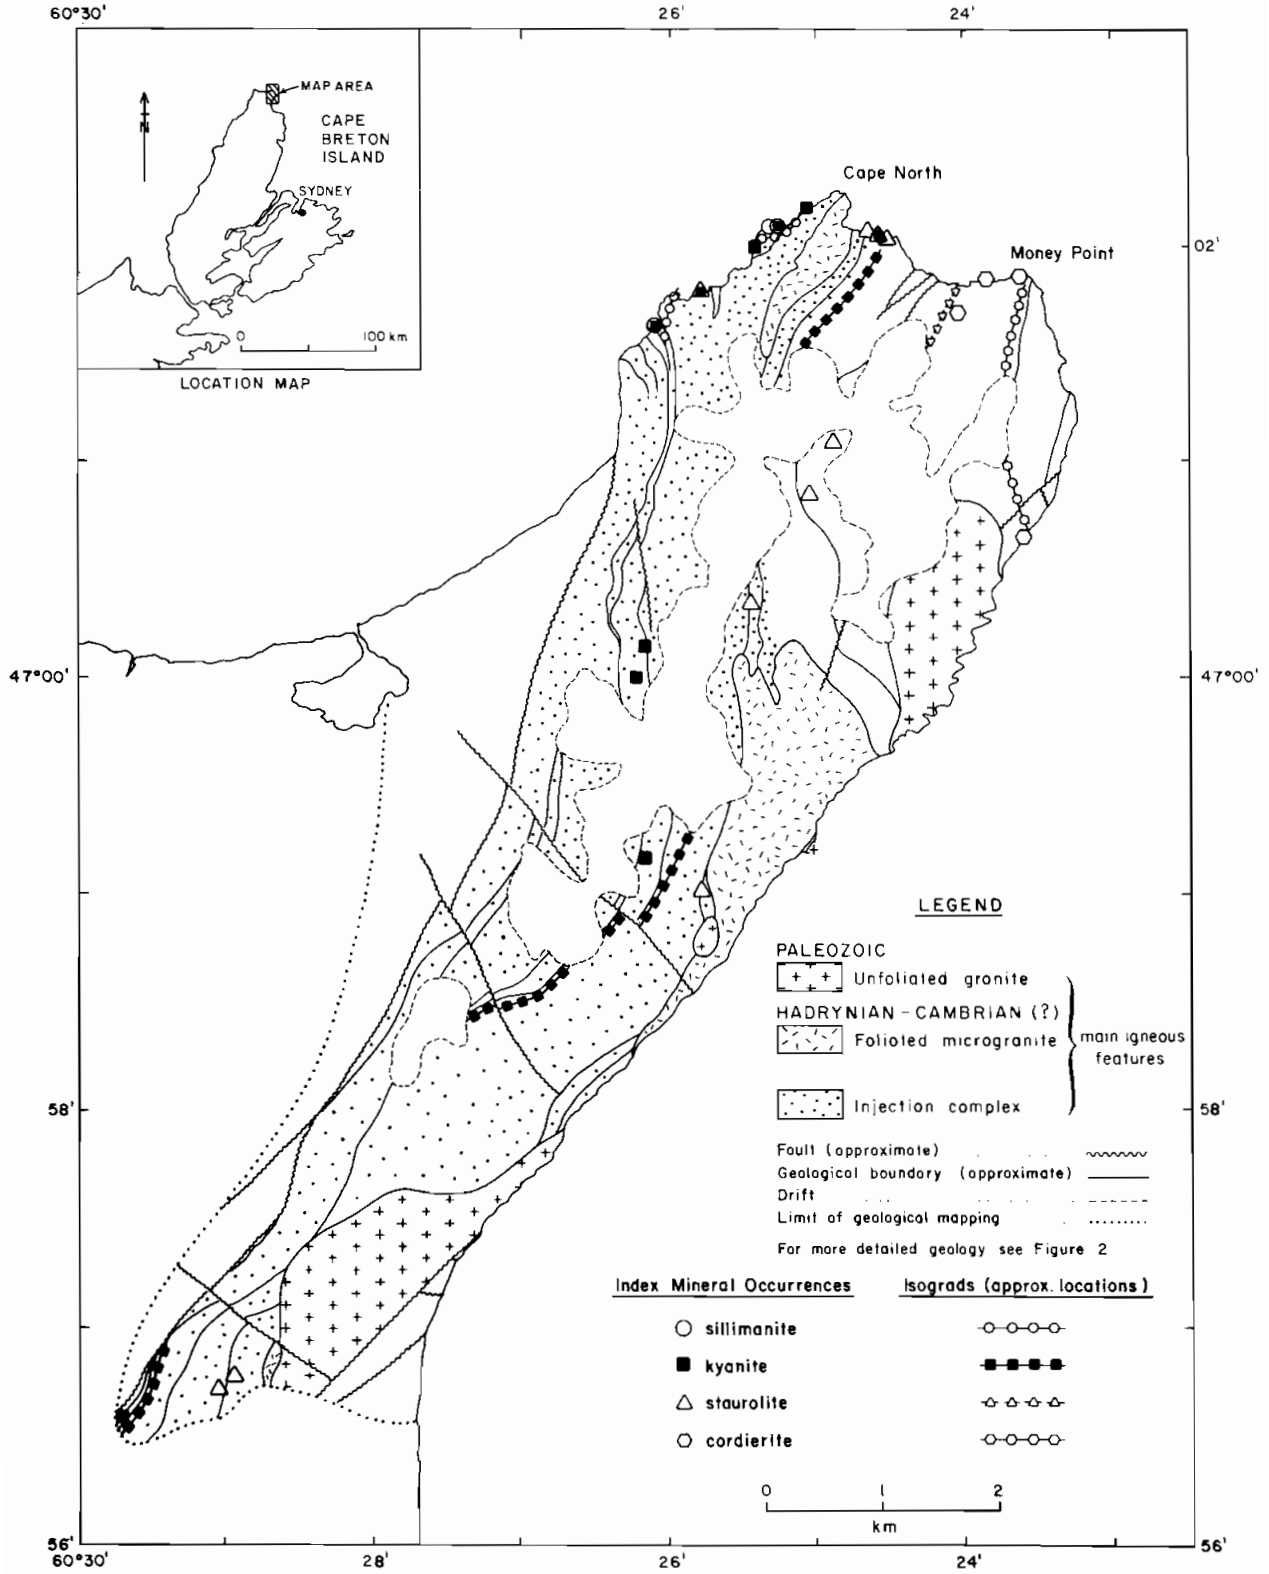 60°30'
26'
24'
MAP AREA
N
CAPE
BRETON
ISLAND
SYDNEY
0
100 km
LOCATION MAP
Cape North
Money Point
02'
47°00'
47°00'
LEGEND
PALEOZOIC
Unfoliated granite
HADRYNIAN-CAMBRIAN (?)
Foliated microgranite
main igneous
features
Injection complex
58'
58'
Fault (approximate)
Geological boundary (approximate)
Drift
Limit of geological mapping
For more detailed geology see Figure 2
Index Mineral Occurrences
Isograds (approx. locations)
sillimanite
kyanite
staurolite
cordierite
0 1 2
km
56'
56'
60°30'
28'
26'
24'